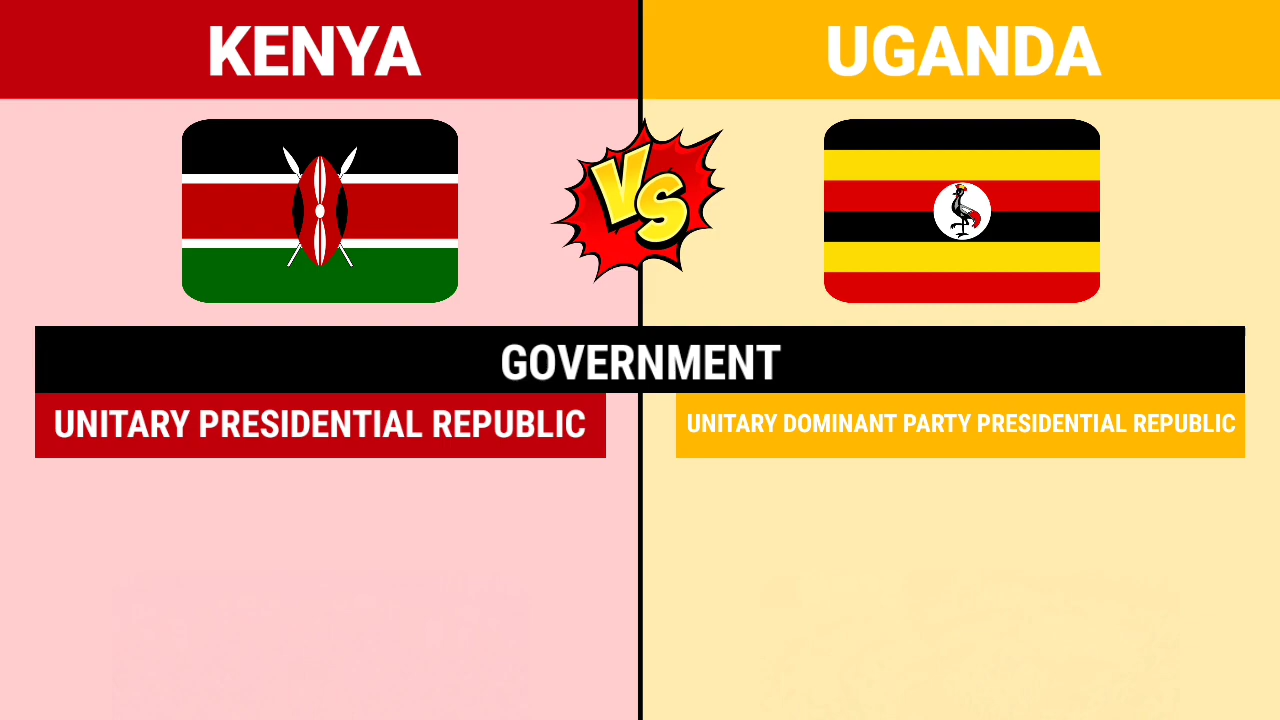 KENYA
UGANDA
VS
GOVERNMENT
UNITARY PRESIDENTIAL REPUBLIC
UNITARY DOMINANT PARTY PRESIDENTIAL REPUBLIC